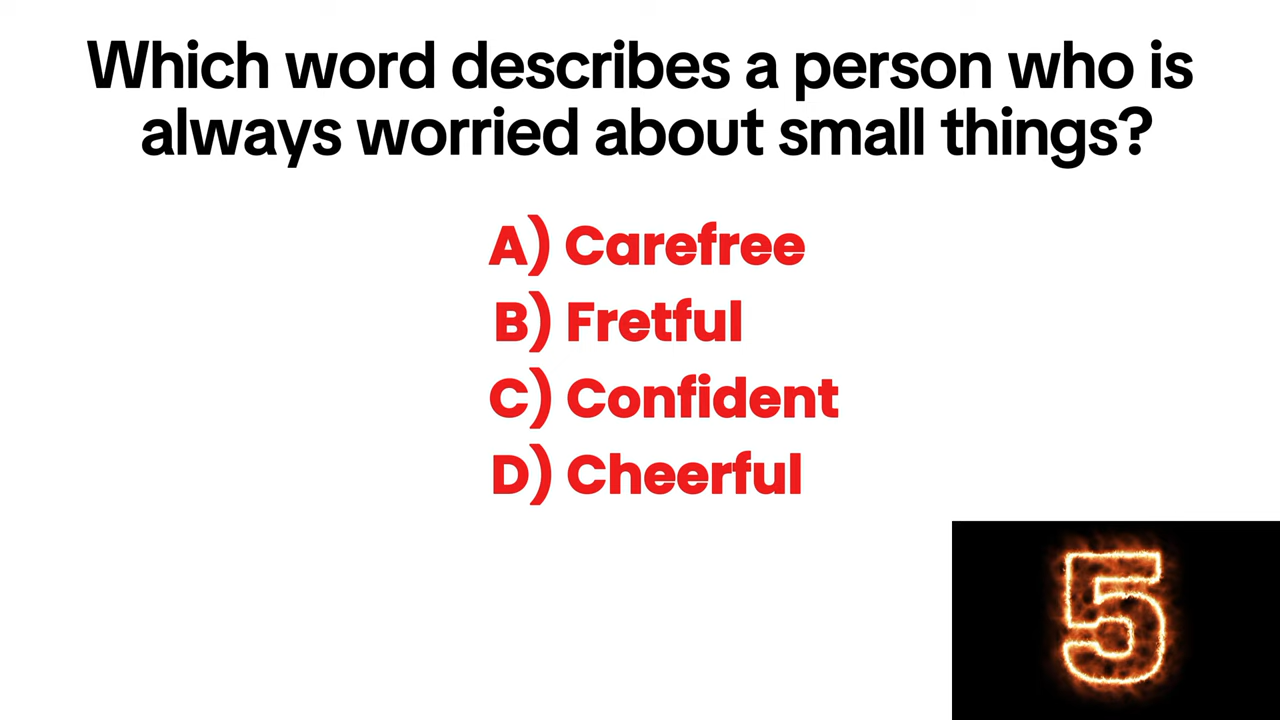 Which word describes a person who is
always worried about small things?
A) Carefree
B) Fretful
C) Confident
D) Cheerful
5